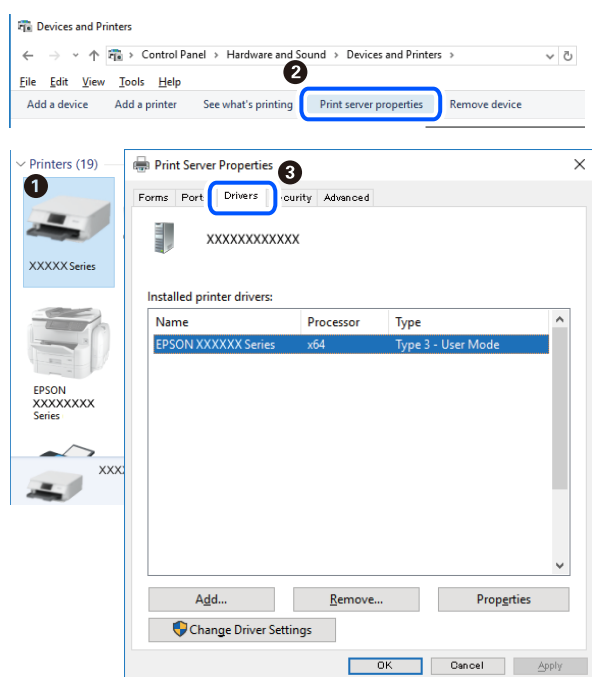 Devices and Printers
Control Panel > Hardware and Sound > Devices and Printers >
2
File Edit View Tools Help
Add a device Add a printer See what's printing Print server properties Remove device
Printers (19)
1
XXXXX Series
EPSON
XXXXXXXX
Series
XXX
Print Server Properties
3
Forms Port Drivers curity Advanced
XXXXXXXXXXXX
Installed printer drivers:
Name Processor Type
EPSON XXXXXX Series x64 Type 3 - User Mode
Add... Remove... Properties
Change Driver Settings
OK Cancel Apply